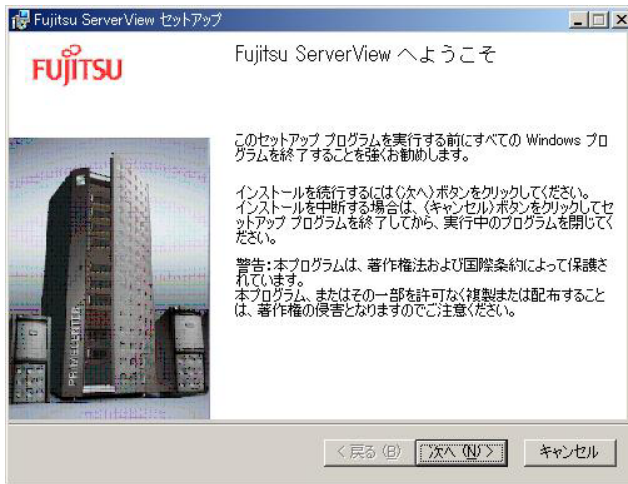 Fujitsu ServerView セットアップ
FUJITSU
Fujitsu ServerView へようこそ
このセットアップ プログラムを実行する前にすべての Windows プロ
グラムを終了することを強くお勧めします。
インストールを続行するには〈次へ〉ボタンをクリックしてください。
インストールを中断する場合は、〈キャンセル〉ボタンをクリックしてセ
ットアップ プログラムを終了してから、実行中のプログラムを閉じてく
ださい。
警告：本プログラムは、著作権法および国際条約によって保護さ
れています。
本プログラム、またはその一部を許可なく複製または配布すること
は、著作権の侵害となりますのでご注意ください。
PRIMECENTER
< 戻る (B)
次へ (N) >
キャンセル